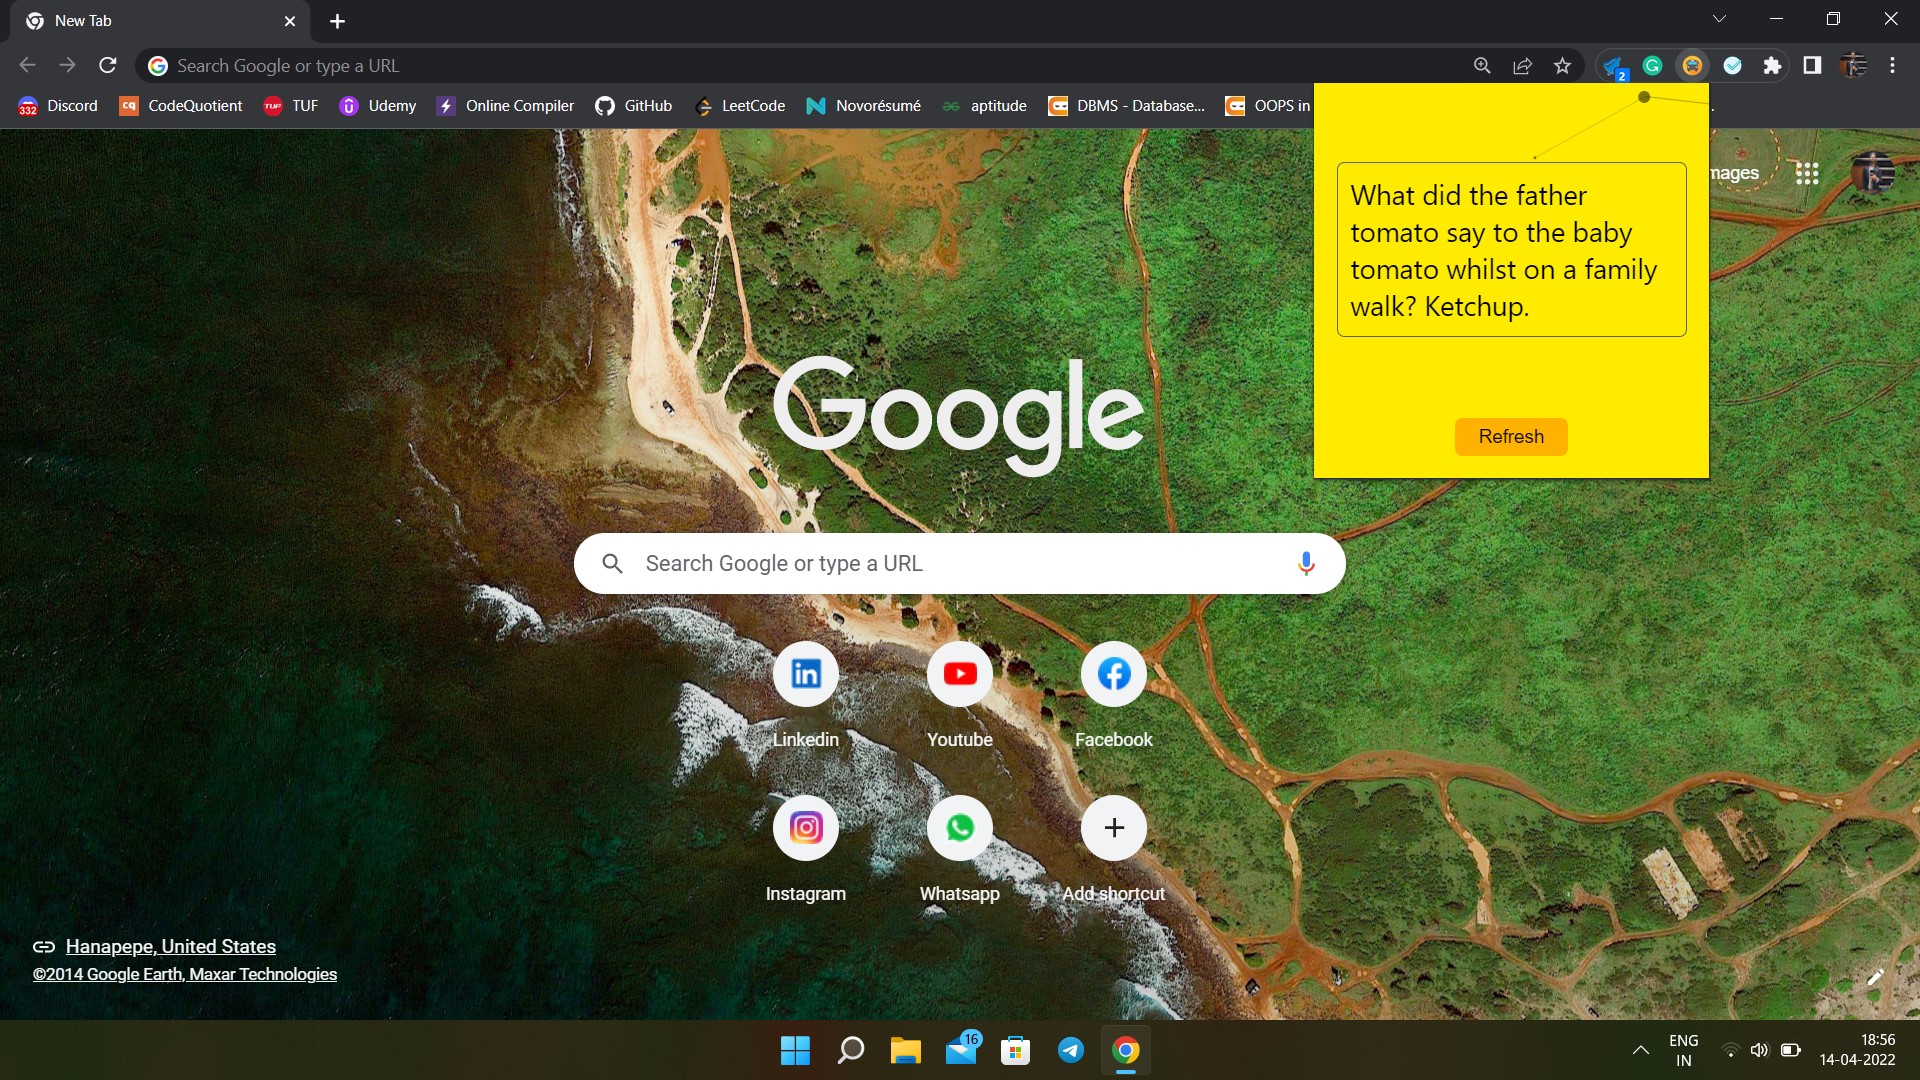 New Tab
Search Google or type a URL
2
332 Discord
cq CodeQuotient
TUF TUF
Udemy
Online Compiler
GitHub
LeetCode
Novorésumé
aptitude
DBMS - Database...
OOPS in
What did the father
tomato say to the baby
tomato whilst on a family
walk? Ketchup.
Refresh
mages
Google
Search Google or type a URL
Linkedin
Youtube
Facebook
Instagram
Whatsapp
Add shortcut
Hanapepe, United States
©2014 Google Earth, Maxar Technologies
16
ENG
IN
18:56
14-04-2022